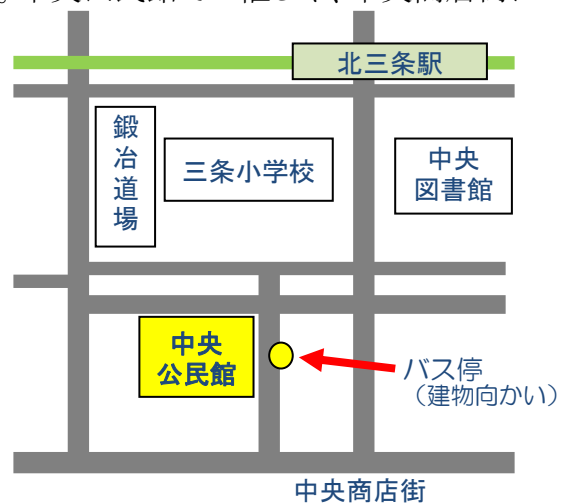 北三条駅
鍛冶道場
三条小学校
中央
図書館
中央
公民館
バス停
（建物向かい）
中央商店街